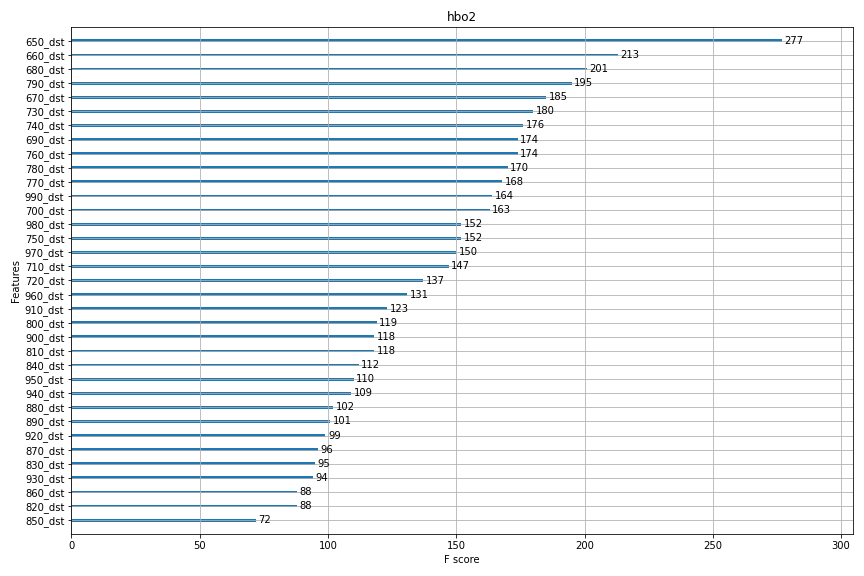 hbo2
650_dst 277
660_dst 213
680_dst 201
790_dst 195
670_dst 185
730_dst 180
740_dst 176
690_dst 174
760_dst 174
780_dst 170
770_dst 168
990_dst 164
700_dst 163
980_dst 152
750_dst 152
970_dst 150
710_dst 147
720_dst 137
960_dst 131
910_dst 123
800_dst 119
900_dst 118
810_dst 118
840_dst 112
950_dst 110
940_dst 109
880_dst 102
890_dst 101
920_dst 99
870_dst 96
830_dst 95
930_dst 94
860_dst 88
820_dst 88
850_dst 72
Features
0 50 100 150 200 250 300
F score